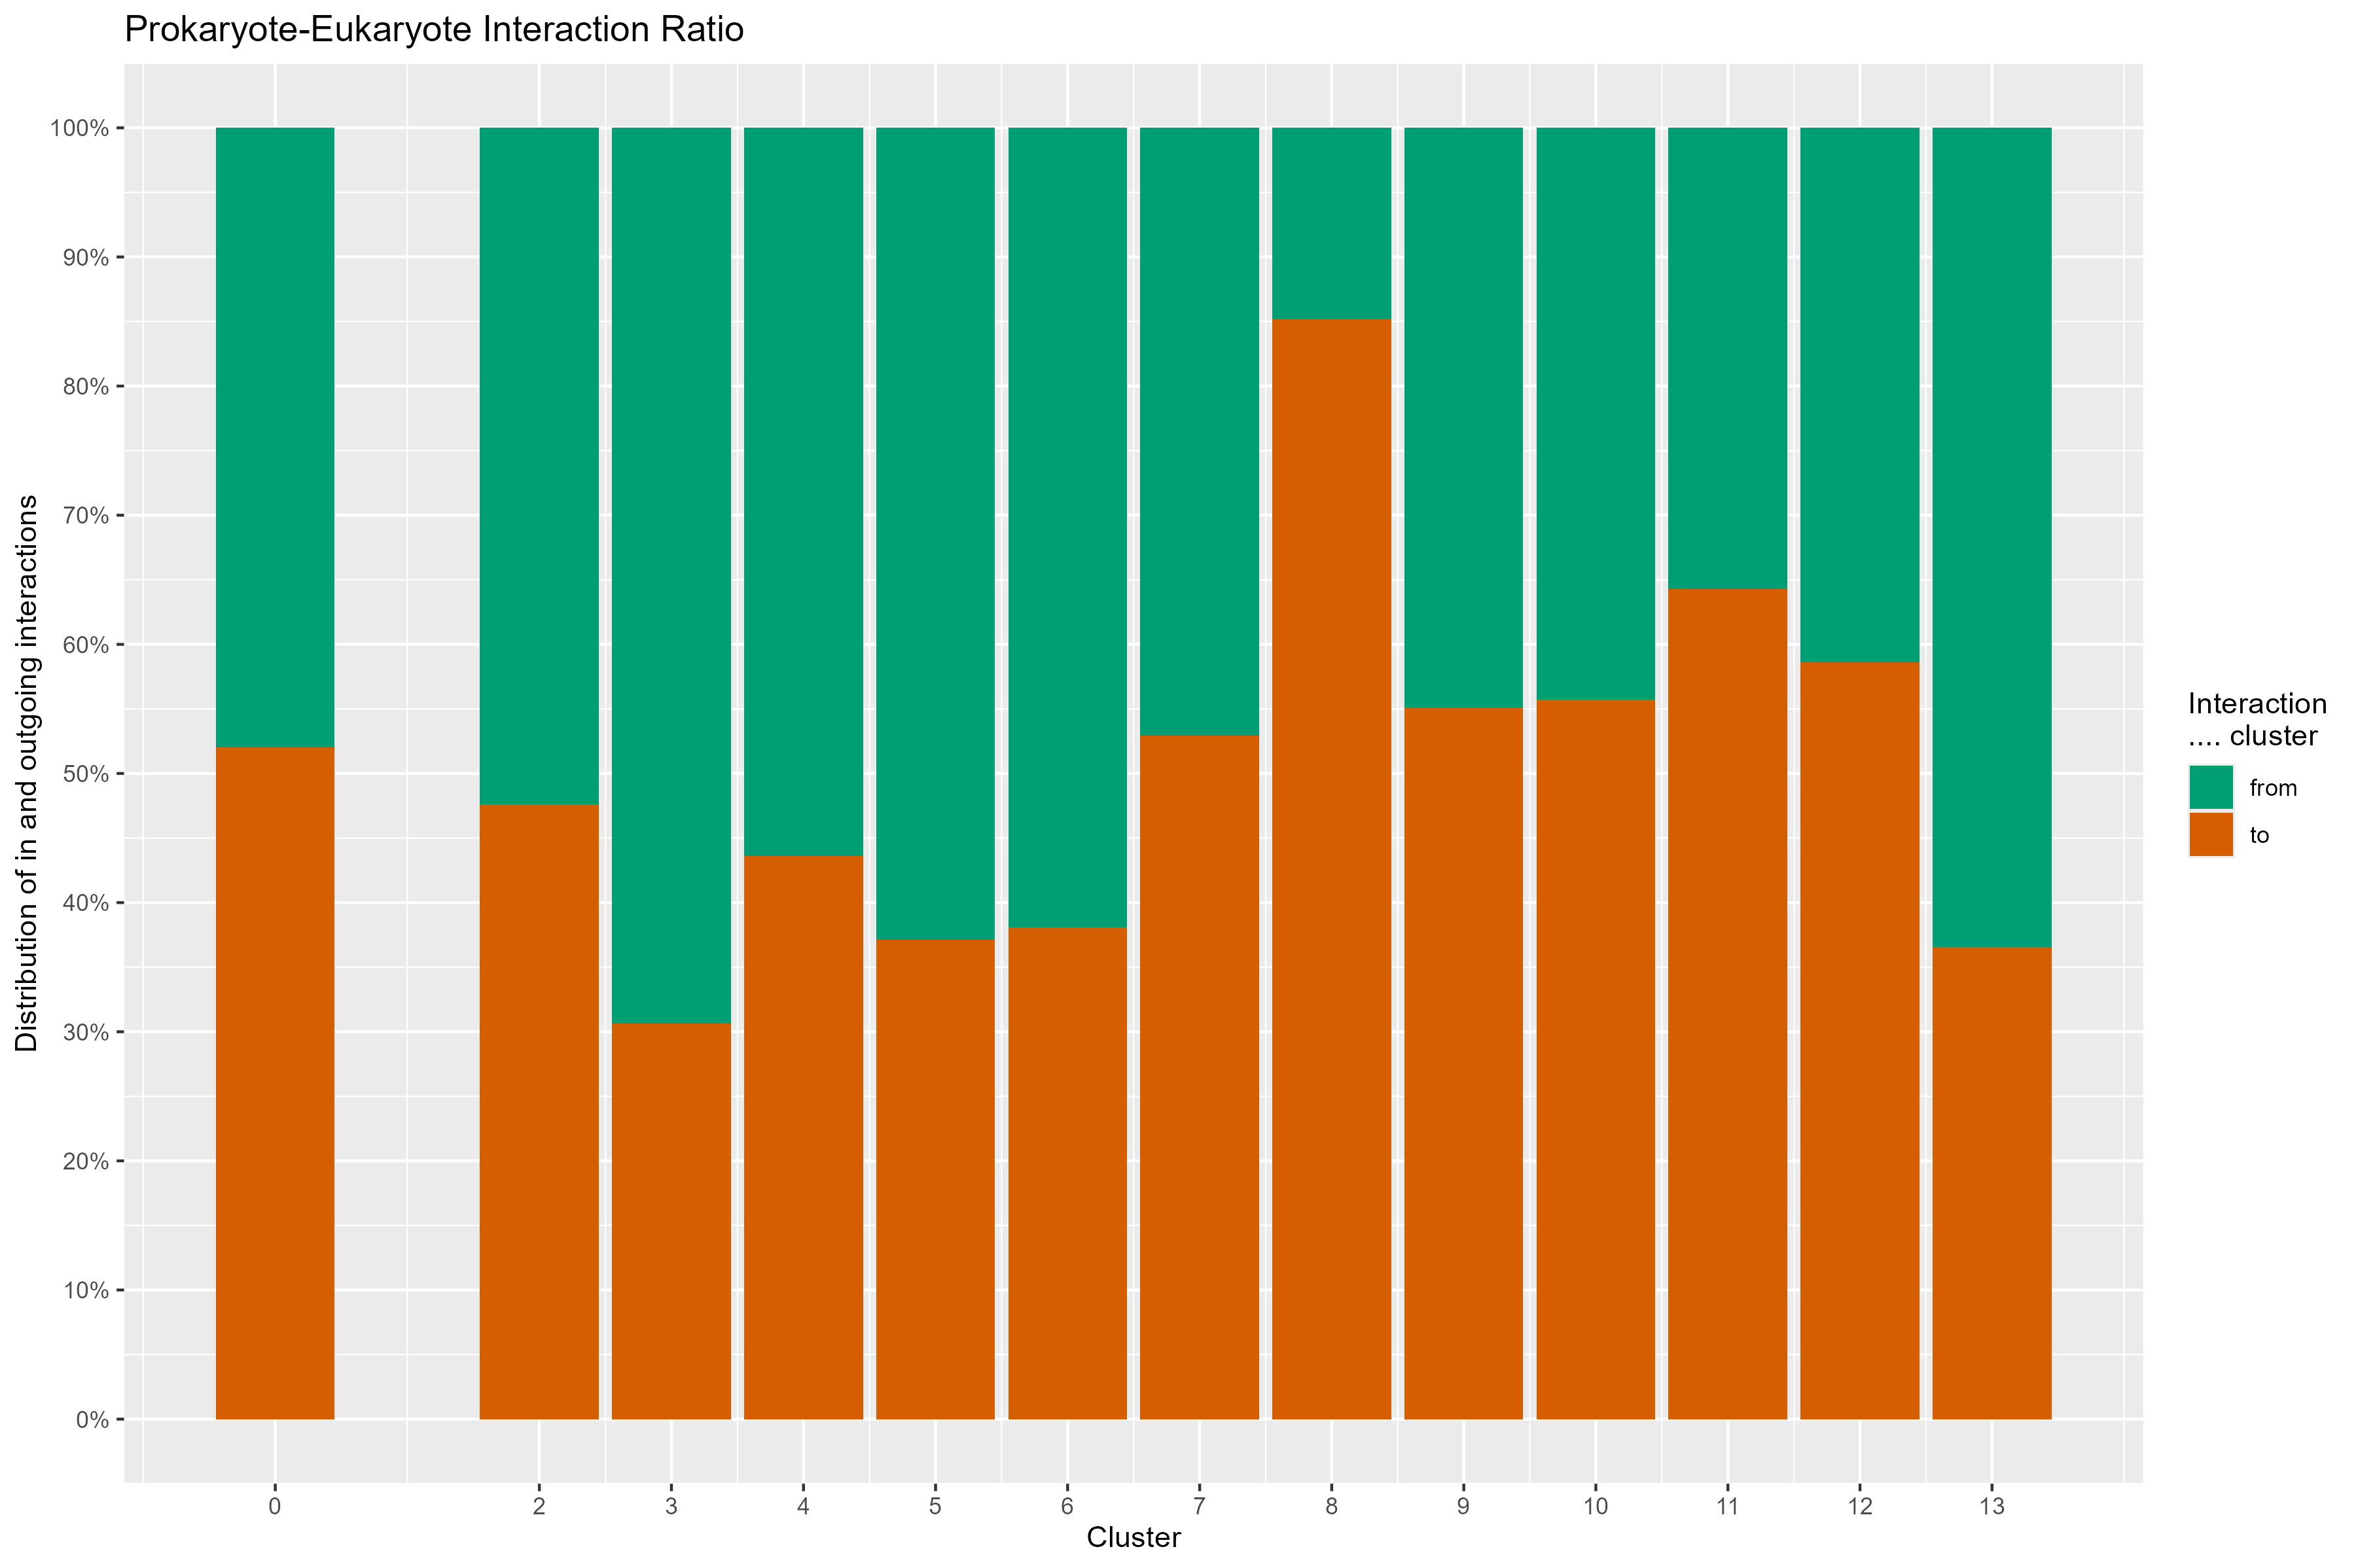 Prokaryote-Eukaryote Interaction Ratio
Distribution of in and outgoing interactions
100%
90%
80%
70%
60%
50%
40%
30%
20%
10%
0%
0 2 3 4 5 6 7 8 9 10 11 12 13
Cluster
Interaction
.... cluster
from
to